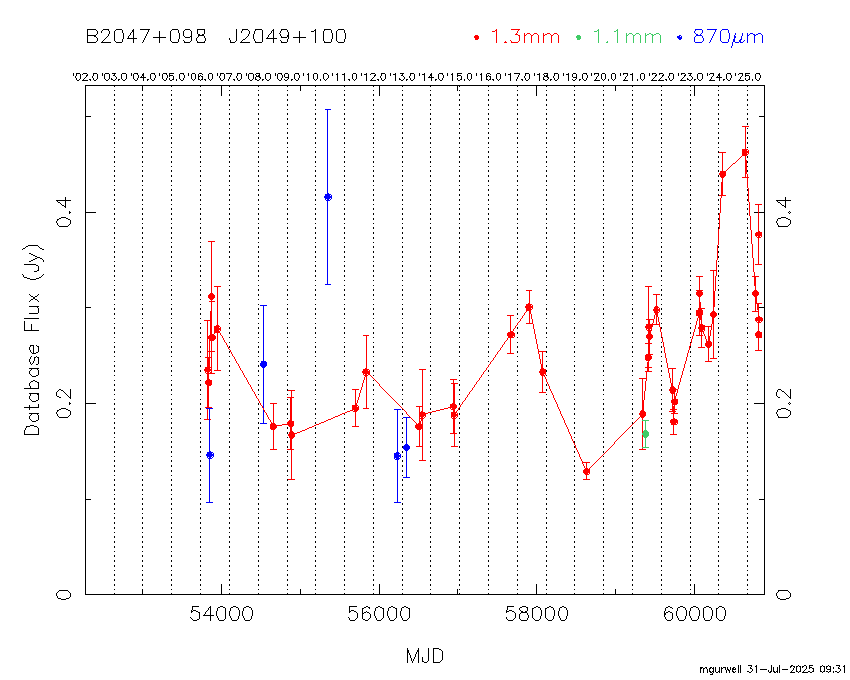 B2047+098 J2049+100 1.3mm 1.1mm 870μm
'02.0 '03.0 '04.0 '05.0 '06.0 '07.0 '08.0 '09.0 '10.0 '11.0 '12.0 '13.0 '14.0 '15.0 '16.0 '17.0 '18.0 '19.0 '20.0 '21.0 '22.0 '23.0 '24.0 '25.0
0.4 0.4
Database Flux (Jy)
0.2 0.2
0 0
54000 56000 58000 60000
MJD
mgurwell 31-Jul-2025 09:31